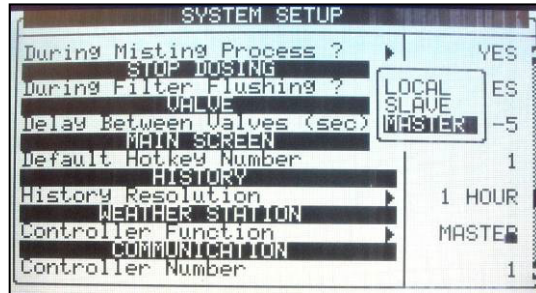 SYSTEM SETUP
During Misting Process ? YES
STOP DOSING
During Filter Flushing ? ES
VALVE
Delay Between Valves (sec) -5
MAIN SCREEN
Default Hotkey Number 1
HISTORY
History Resolution 1 HOUR
WEATHER STATION
Controller Function MASTER
COMMUNICATION
Controller Number 1
LOCAL
SLAVE
MASTER